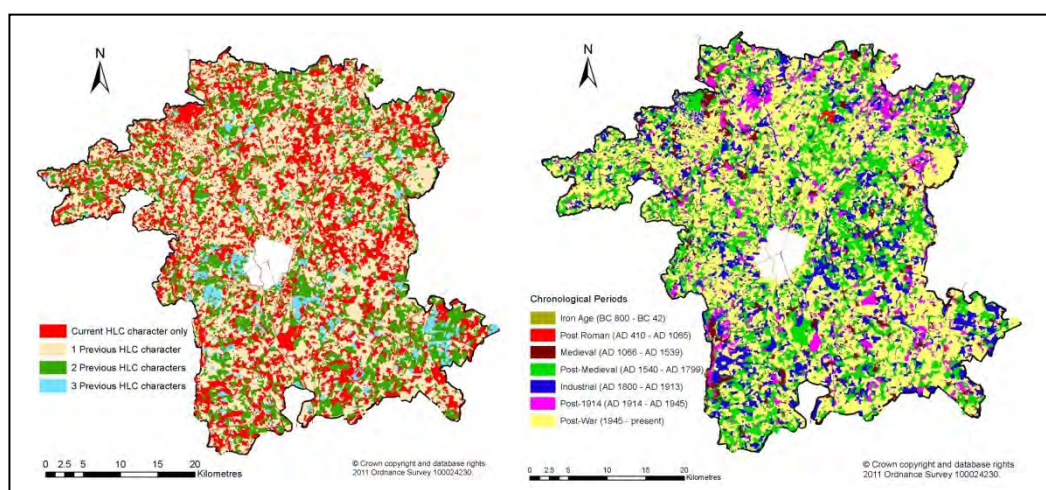 N
Current HLC character only
1 Previous HLC character
2 Previous HLC characters
3 Previous HLC characters
0 2.5 5 10 15 20
Kilometres
© Crown copyright and database rights
2011 Ordnance Survey 100024230.
N
Chronological Periods
Iron Age (BC 800 - BC 42)
Post Roman (AD 410 - AD 1065)
Medieval (AD 1066 - AD 1539)
Post-Medieval (AD 1540 - AD 1799)
Industrial (AD 1800 - AD 1913)
Post-1914 (AD 1914 - AD 1945)
Post-War (1945 - present)
0 2.5 5 10 15 20
Kilometres
© Crown copyright and database rights
2011 Ordnance Survey 100024230.